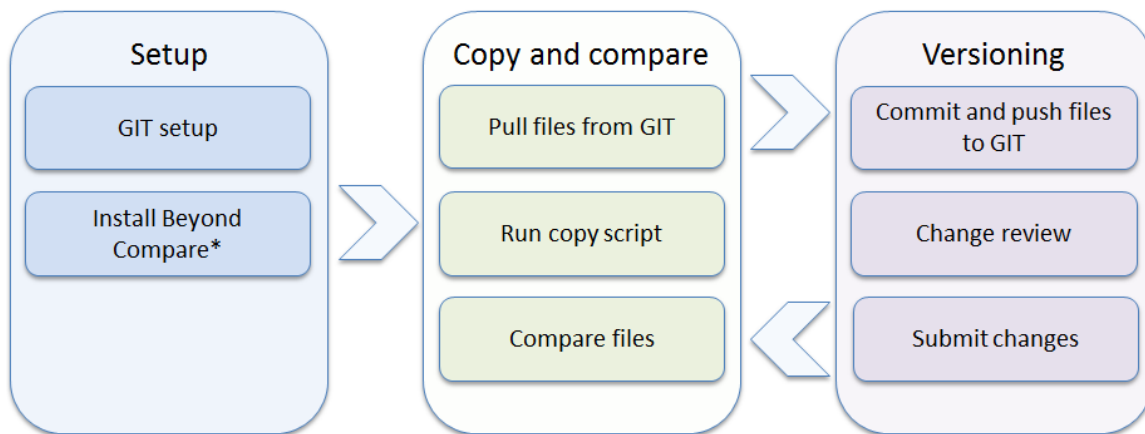 Setup
GIT setup
Install Beyond
Compare*
Copy and compare
Pull files from GIT
Run copy script
Compare files
Versioning
Commit and push files
to GIT
Change review
Submit changes